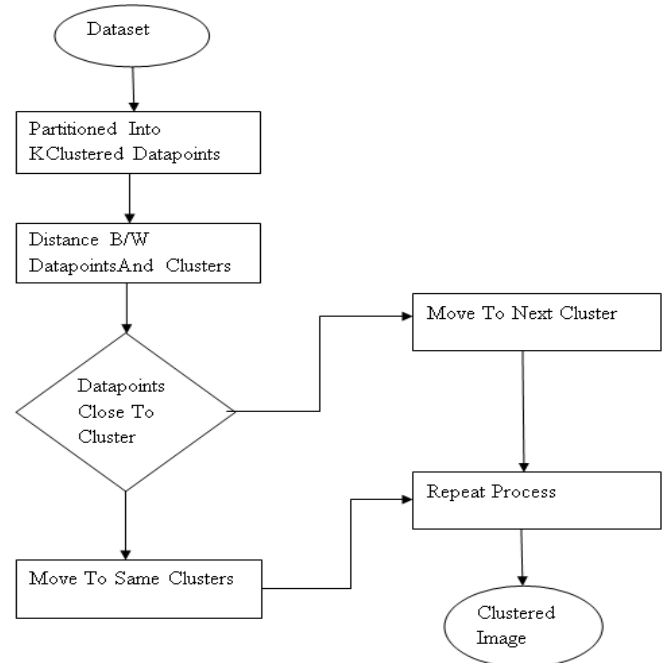 Dataset
Partitioned Into
KClustered Datapoints
Distance B/W
DatapointsAnd Clusters
Move To Next Cluster
Datapoints
Close To
Cluster
Repeat Process
Move To Same Clusters
Clustered
Image